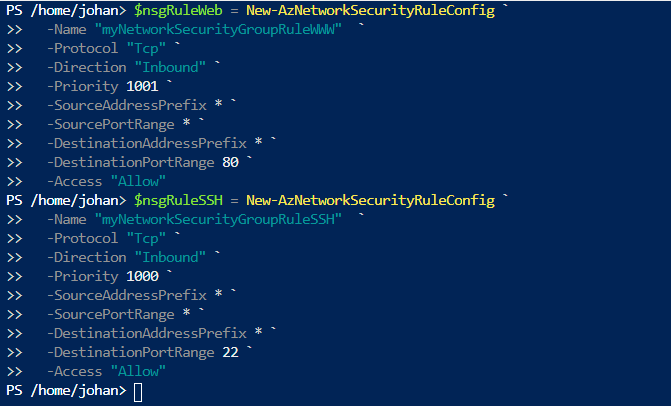 PS /home/johan> $nsgRuleWeb = New-AzNetworkSecurityRuleConfig `
>>   -Name "myNetworkSecurityGroupRuleWWW"  `
>>   -Protocol "Tcp" `
>>   -Direction "Inbound" `
>>   -Priority 1001 `
>>   -SourceAddressPrefix * `
>>   -SourcePortRange * `
>>   -DestinationAddressPrefix * `
>>   -DestinationPortRange 80 `
>>   -Access "Allow"
PS /home/johan> $nsgRuleSSH = New-AzNetworkSecurityRuleConfig `
>>   -Name "myNetworkSecurityGroupRuleSSH"  `
>>   -Protocol "Tcp" `
>>   -Direction "Inbound" `
>>   -Priority 1000 `
>>   -SourceAddressPrefix * `
>>   -SourcePortRange * `
>>   -DestinationAddressPrefix * `
>>   -DestinationPortRange 22 `
>>   -Access "Allow"
PS /home/johan>